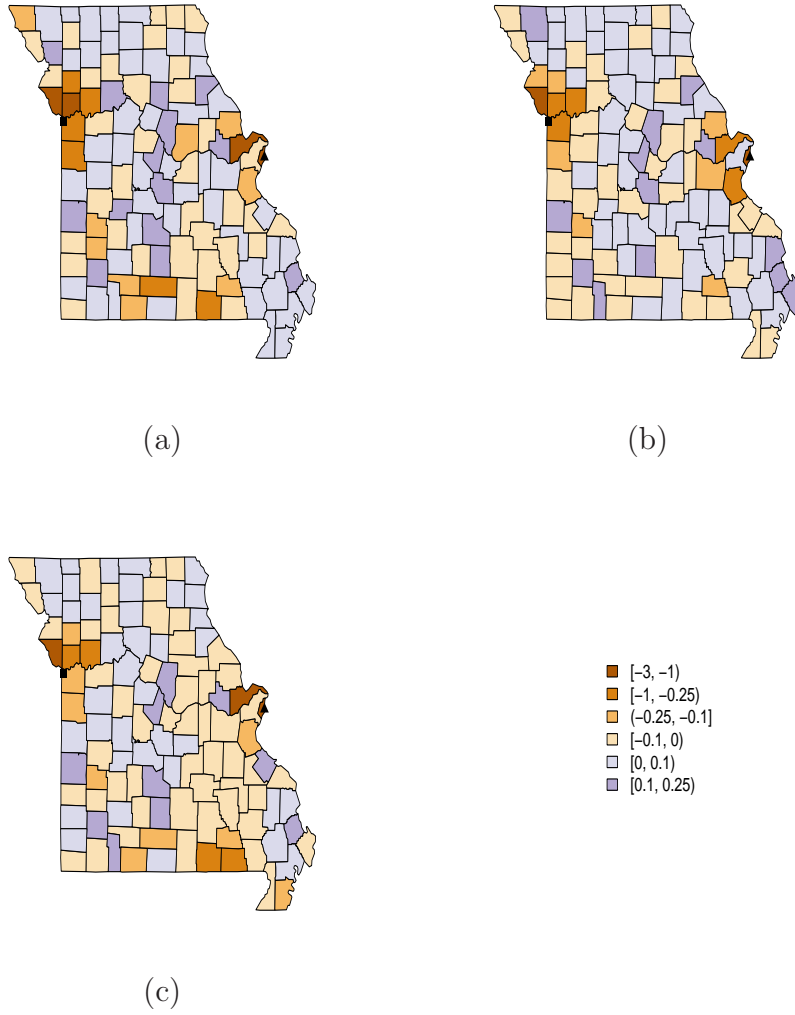 (a)
(b)
[−3, −1)
[−1, −0.25)
(−0.25, −0.1]
[−0.1, 0)
[0, 0.1)
[0.1, 0.25)
(c)